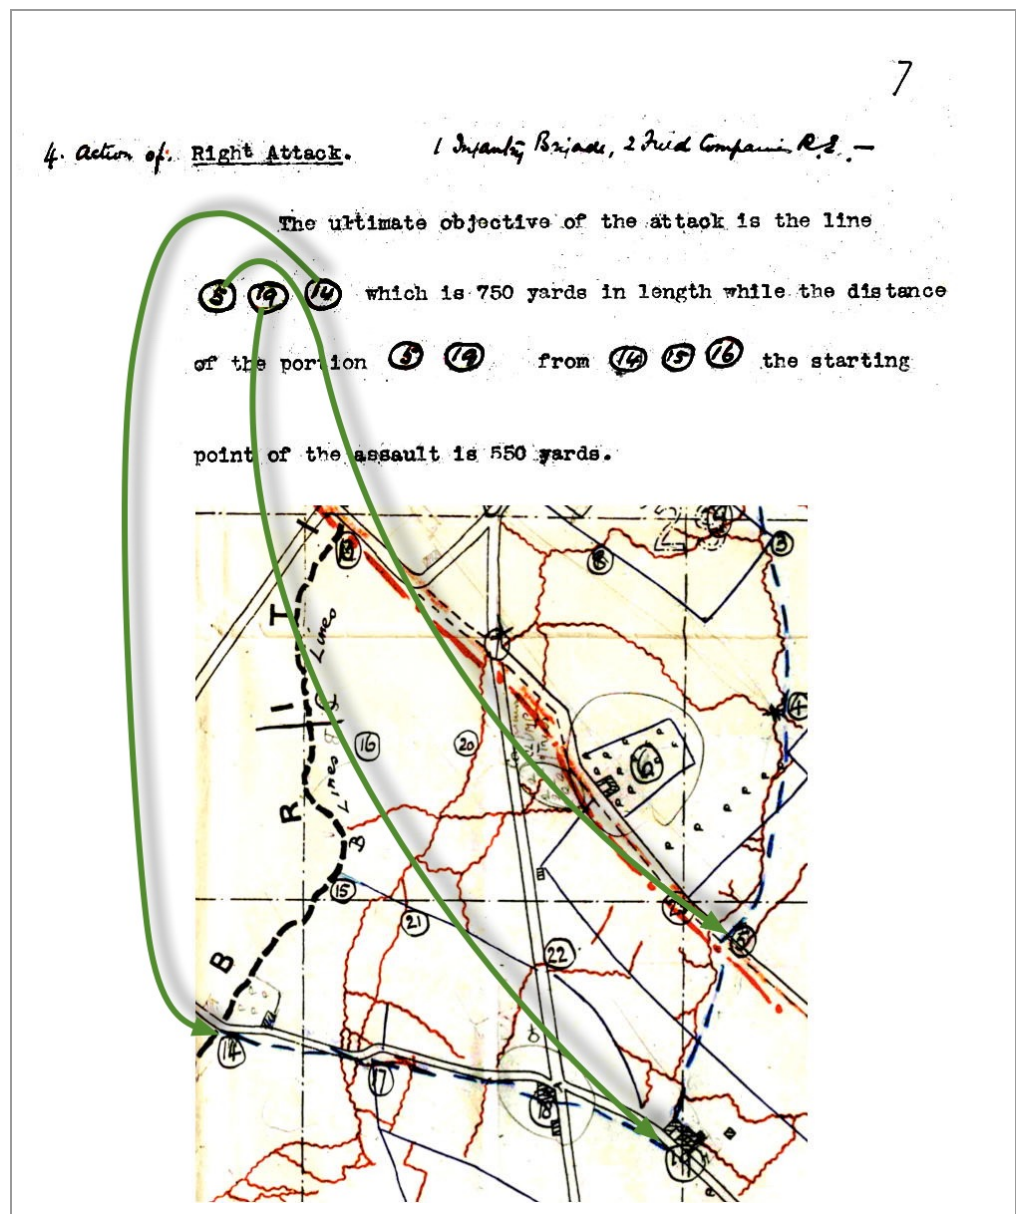 7
4. Action of: Right Attack. 1 Infantry Brigade, 2 Field Companies R.E. —
The ultimate objective of the attack is the line
5 19 14 which is 750 yards in length while the distance
of the portion 5 19 from 14 15 16 the starting
point of the assault is 550 yards.
3
8
T
Lines
4
I
16
20
B
Lines
R
B
15
21
22
B
14
17
18